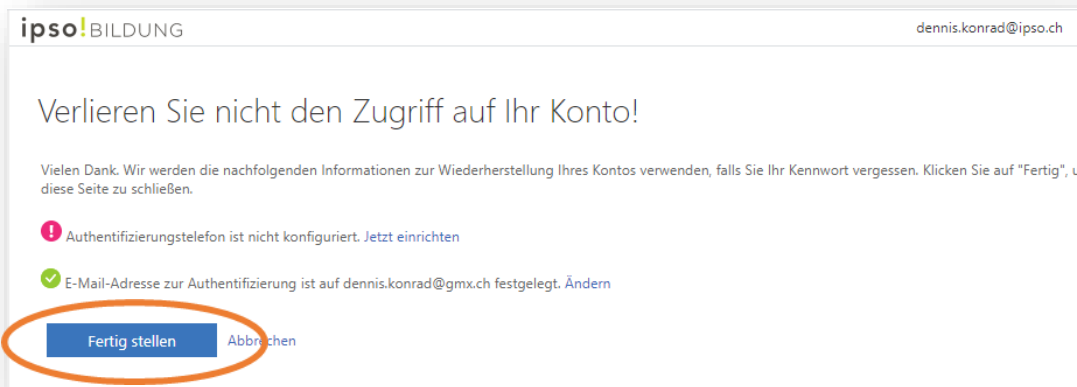 ipso!BILDUNG dennis.konrad@ipso.ch
Verlieren Sie nicht den Zugriff auf Ihr Konto!
Vielen Dank. Wir werden die nachfolgenden Informationen zur Wiederherstellung Ihres Kontos verwenden, falls Sie Ihr Kennwort vergessen. Klicken Sie auf "Fertig",
diese Seite zu schließen.
Authentifizierungstelefon ist nicht konfiguriert. Jetzt einrichten
E-Mail-Adresse zur Authentifizierung ist auf dennis.konrad@gmx.ch festgelegt. Ändern
Fertig stellen Abbrechen